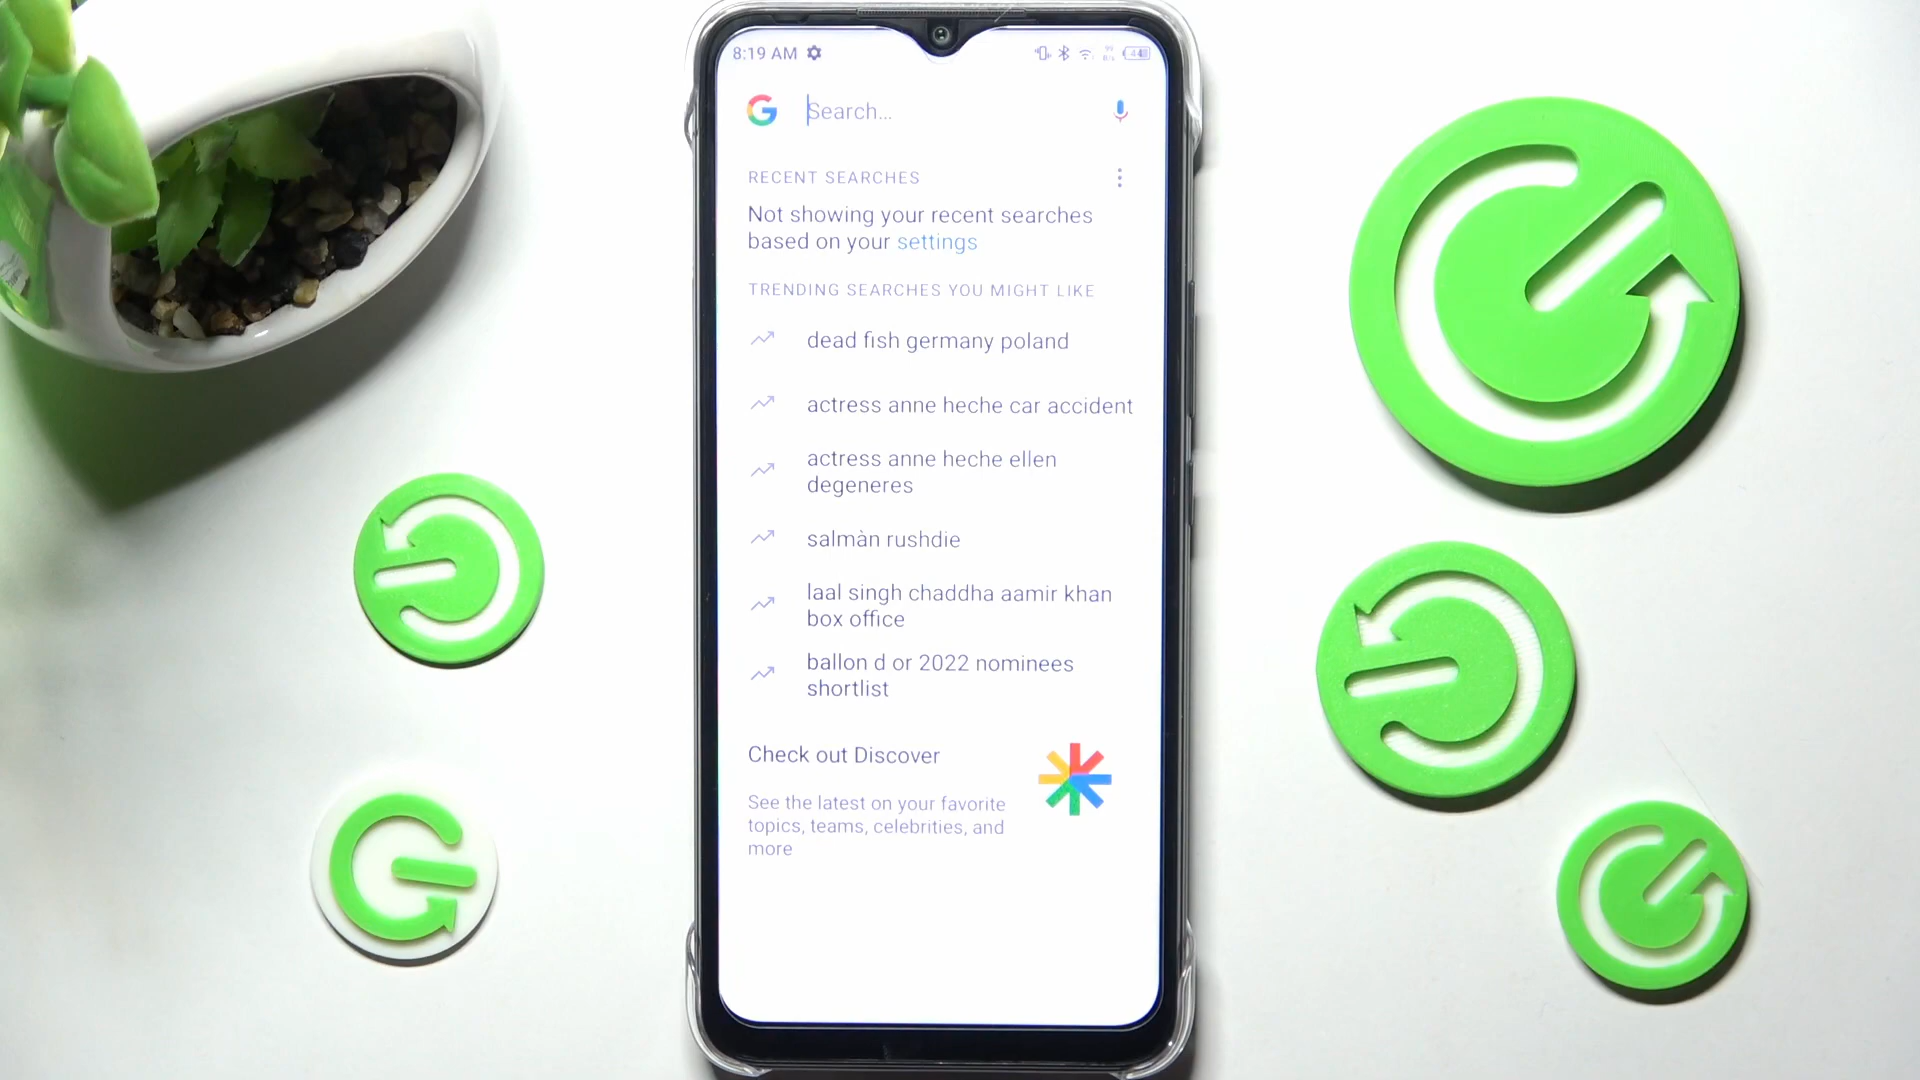 8:19 AM
Search...
RECENT SEARCHES
Not showing your recent searches
based on your settings
TRENDING SEARCHES YOU MIGHT LIKE
dead fish germany poland
actress anne heche car accident
actress anne heche ellen
degeneres
salmàn rushdie
laal singh chaddha aamir khan
box office
ballon d or 2022 nominees
shortlist
Check out Discover
See the latest on your favorite
topics, teams, celebrities, and
more